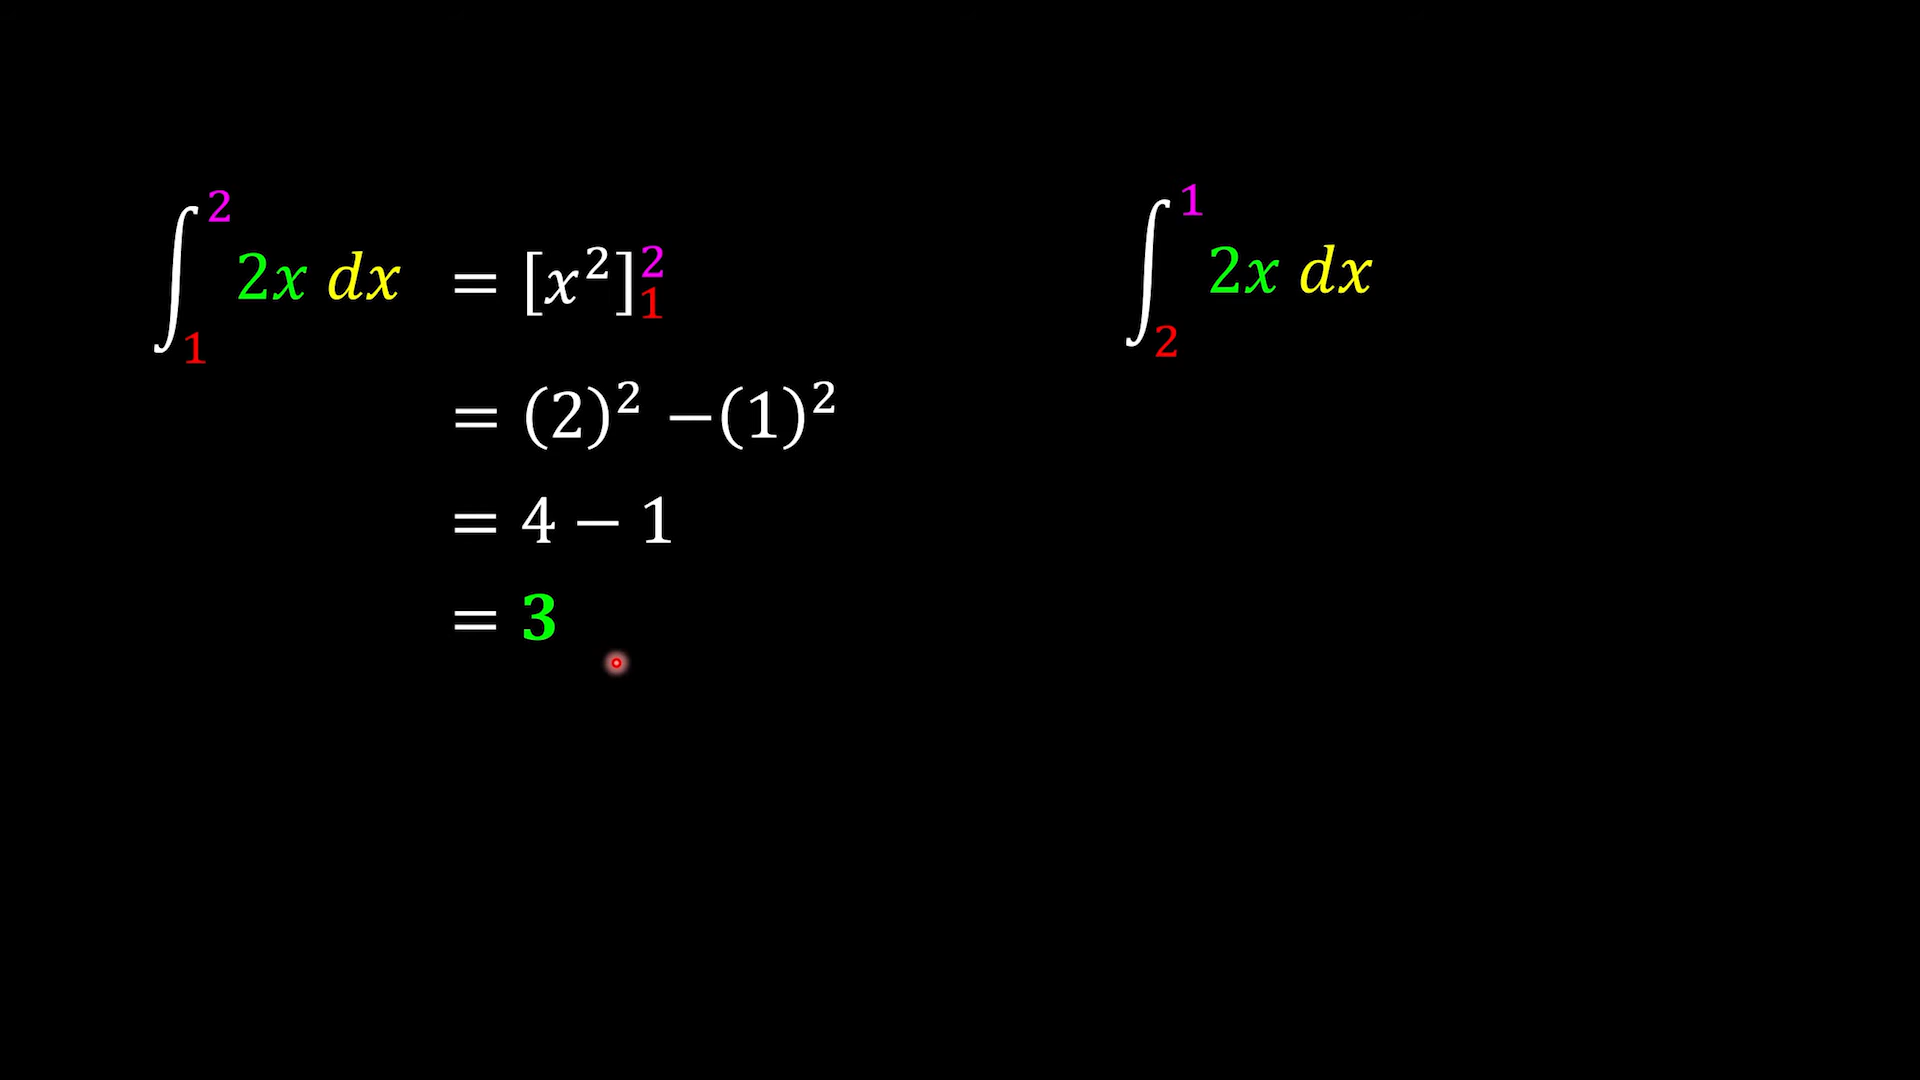 ∫₁² 2x dx = [x²]₁²
= (2)² −(1)²
= 4 − 1
= 3
∫₂¹ 2x dx